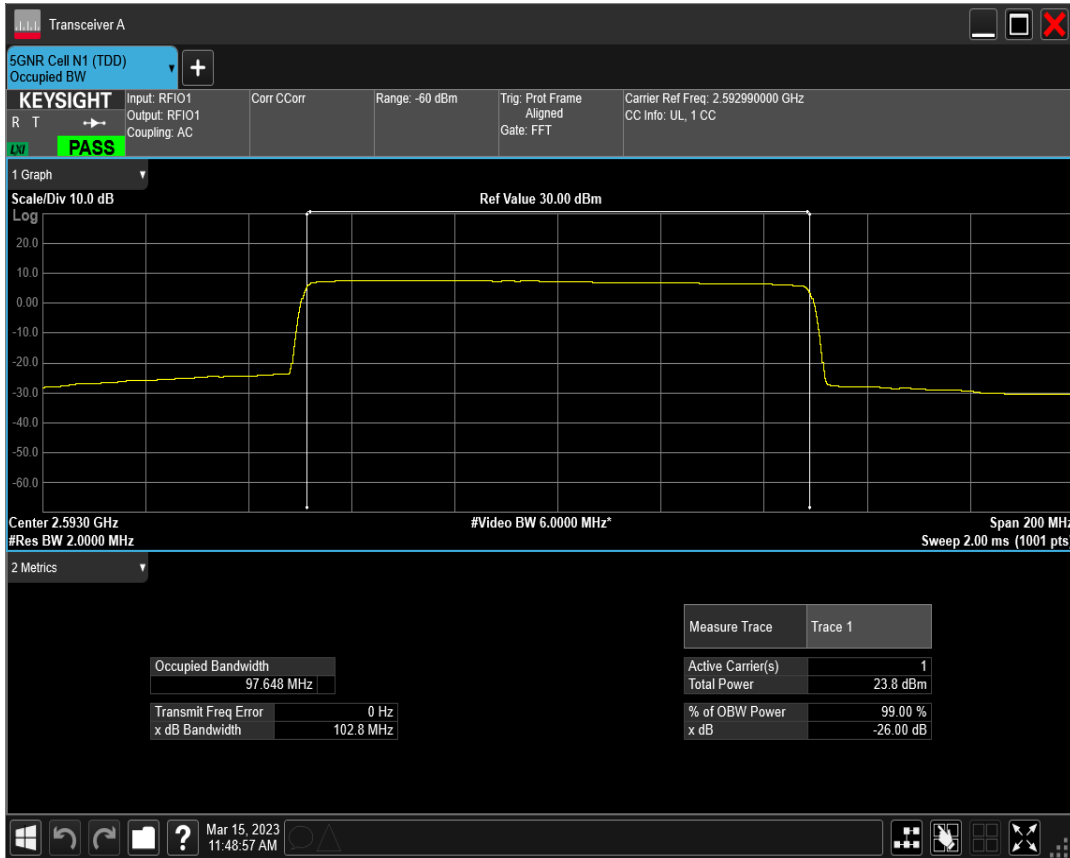 Transceiver A
5GNR Cell N1 (TDD)
Occupied BW
+
KEYSIGHT
R T
LXI
PASS
Input: RFIO1
Output: RFIO1
Coupling: AC
Corr CCorr
Range: -60 dBm
Trig: Prot Frame
Aligned
Gate: FFT
Carrier Ref Freq: 2.592990000 GHz
CC Info: UL, 1 CC
1 Graph
Scale/Div 10.0 dB
Ref Value 30.00 dBm
Log
20.0
10.0
0.00
-10.0
-20.0
-30.0
-40.0
-50.0
-60.0
Center 2.5930 GHz
#Video BW 6.0000 MHz*
Span 200 MHz
#Res BW 2.0000 MHz
Sweep 2.00 ms (1001 pts)
2 Metrics
Measure Trace Trace 1
Occupied Bandwidth
97.648 MHz
Active Carrier(s) 1
Total Power 23.8 dBm
Transmit Freq Error 0 Hz
x dB Bandwidth 102.8 MHz
% of OBW Power 99.00 %
x dB -26.00 dB
?
Mar 15, 2023
11:48:57 AM